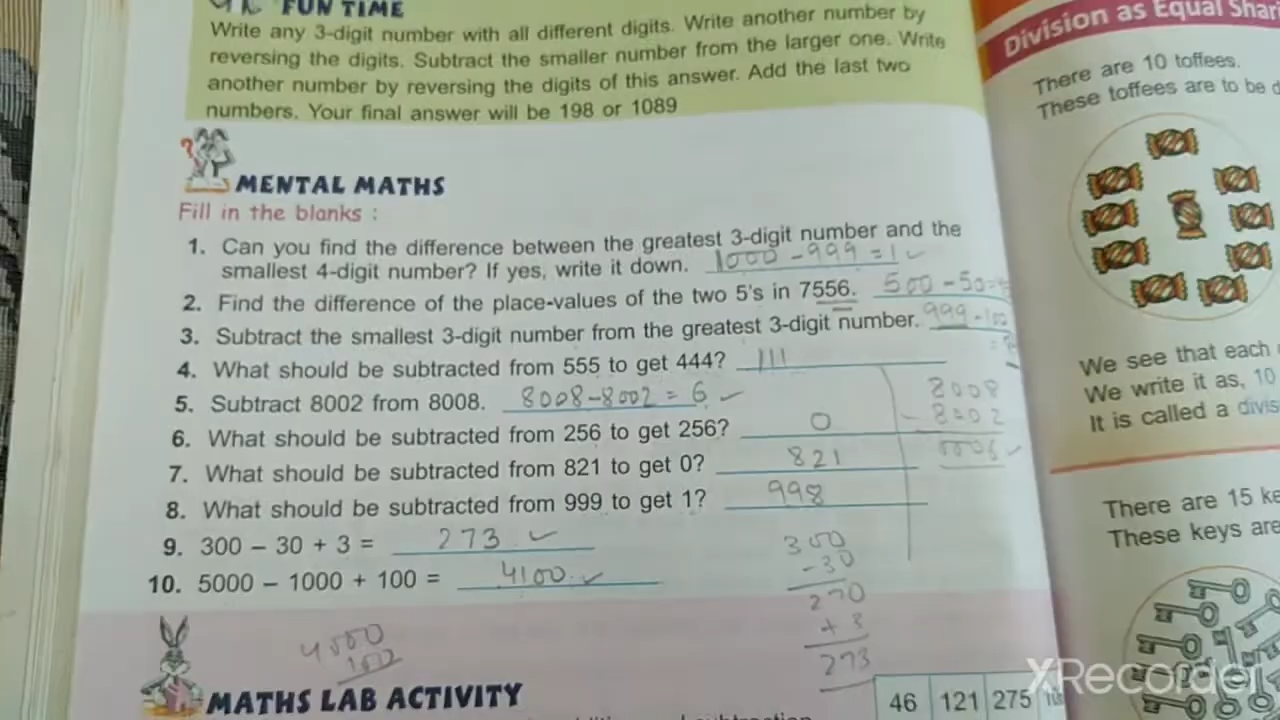 FUN TIME
Write any 3-digit number with all different digits. Write another number by
reversing the digits. Subtract the smaller number from the larger one. Write
another number by reversing the digits of this answer. Add the last two
numbers. Your final answer will be 198 or 1089
MENTAL MATHS
Fill in the blanks :
1. Can you find the difference between the greatest 3-digit number and the
smallest 4-digit number? If yes, write it down. 1000 - 999 = 1
2. Find the difference of the place-values of the two 5's in 7556. 500 - 50 =
3. Subtract the smallest 3-digit number from the greatest 3-digit number. 999 - 100
4. What should be subtracted from 555 to get 444? 111
5. Subtract 8002 from 8008. 8008 - 8002 = 6
6. What should be subtracted from 256 to get 256? 0
7. What should be subtracted from 821 to get 0? 821
8. What should be subtracted from 999 to get 1? 998
9. 300 – 30 + 3 = 273
10. 5000 – 1000 + 100 = 4100
8008
- 8002
0006
300
- 30
270
+ 3
273
4000
MATHS LAB ACTIVITY
46 121 275
Division as Equal Shari
There are 10 toffees.
These toffees are to be d
We see that each
We write it as, 10
It is called a divis
There are 15 ke
These keys are
XRecorder